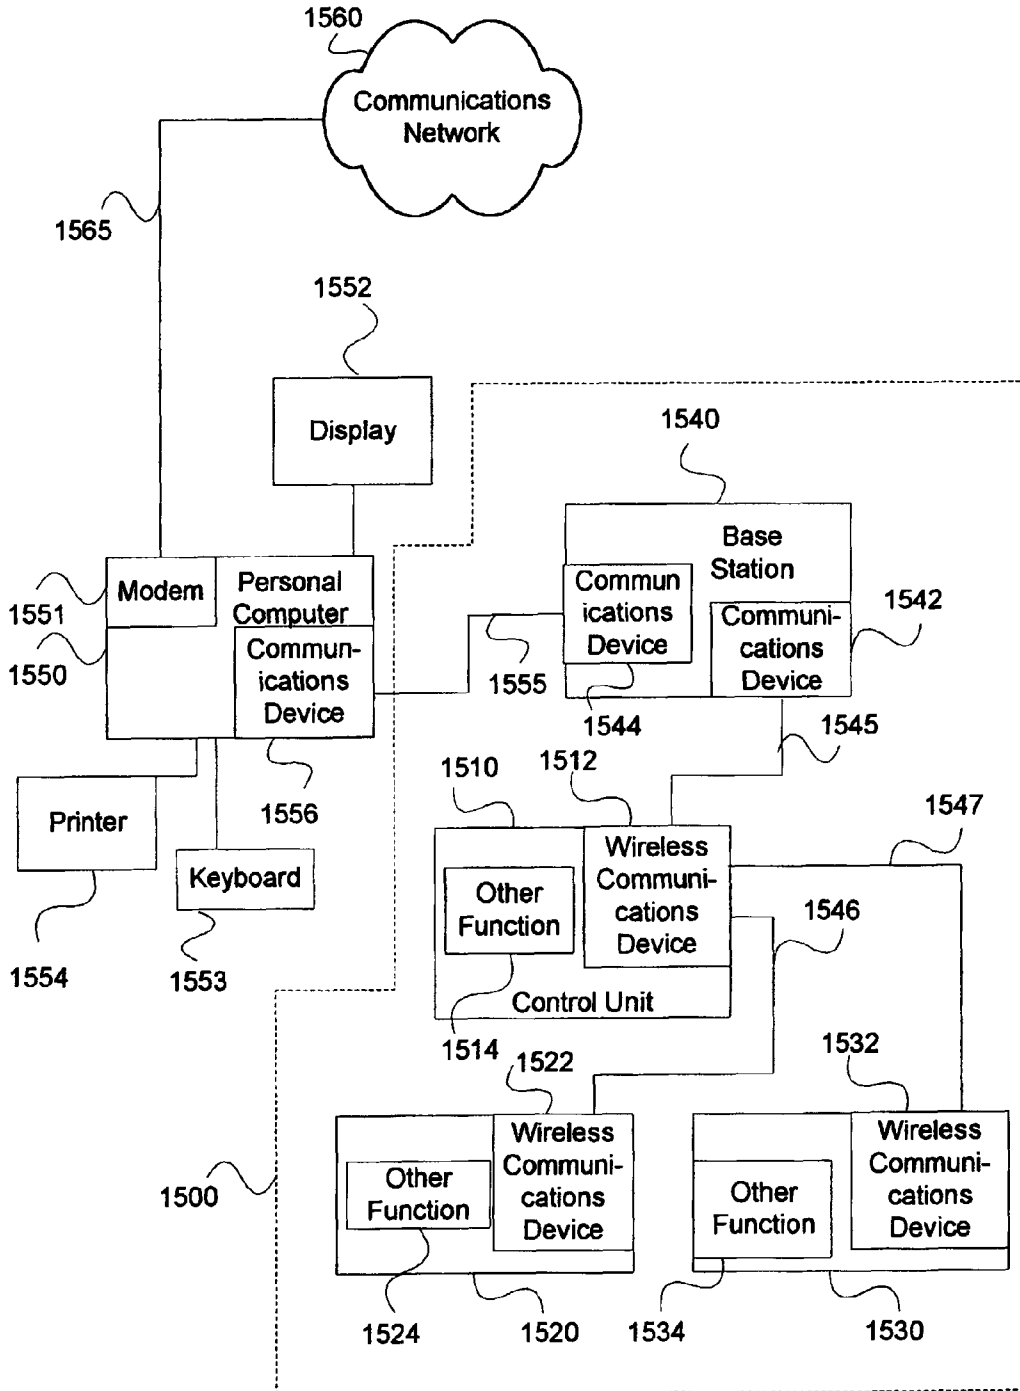 1560
Communications
Network
1565
1552
Display
1540
Base
Station
Modem
Personal
Computer
1551
1550
Commun-
ications
Device
Commun
ications
Device
Communi-
cations
Device
1542
1555
1544
1545
1556
Printer
Keyboard
1554
1553
1510
1512
1547
Wireless
Communi-
cations
Device
Other
Function
1546
Control Unit
1514
1522
1532
Wireless
Communi-
cations
Device
Other
Function
Wireless
Communi-
cations
Device
Other
Function
1500
1524
1520
1534
1530